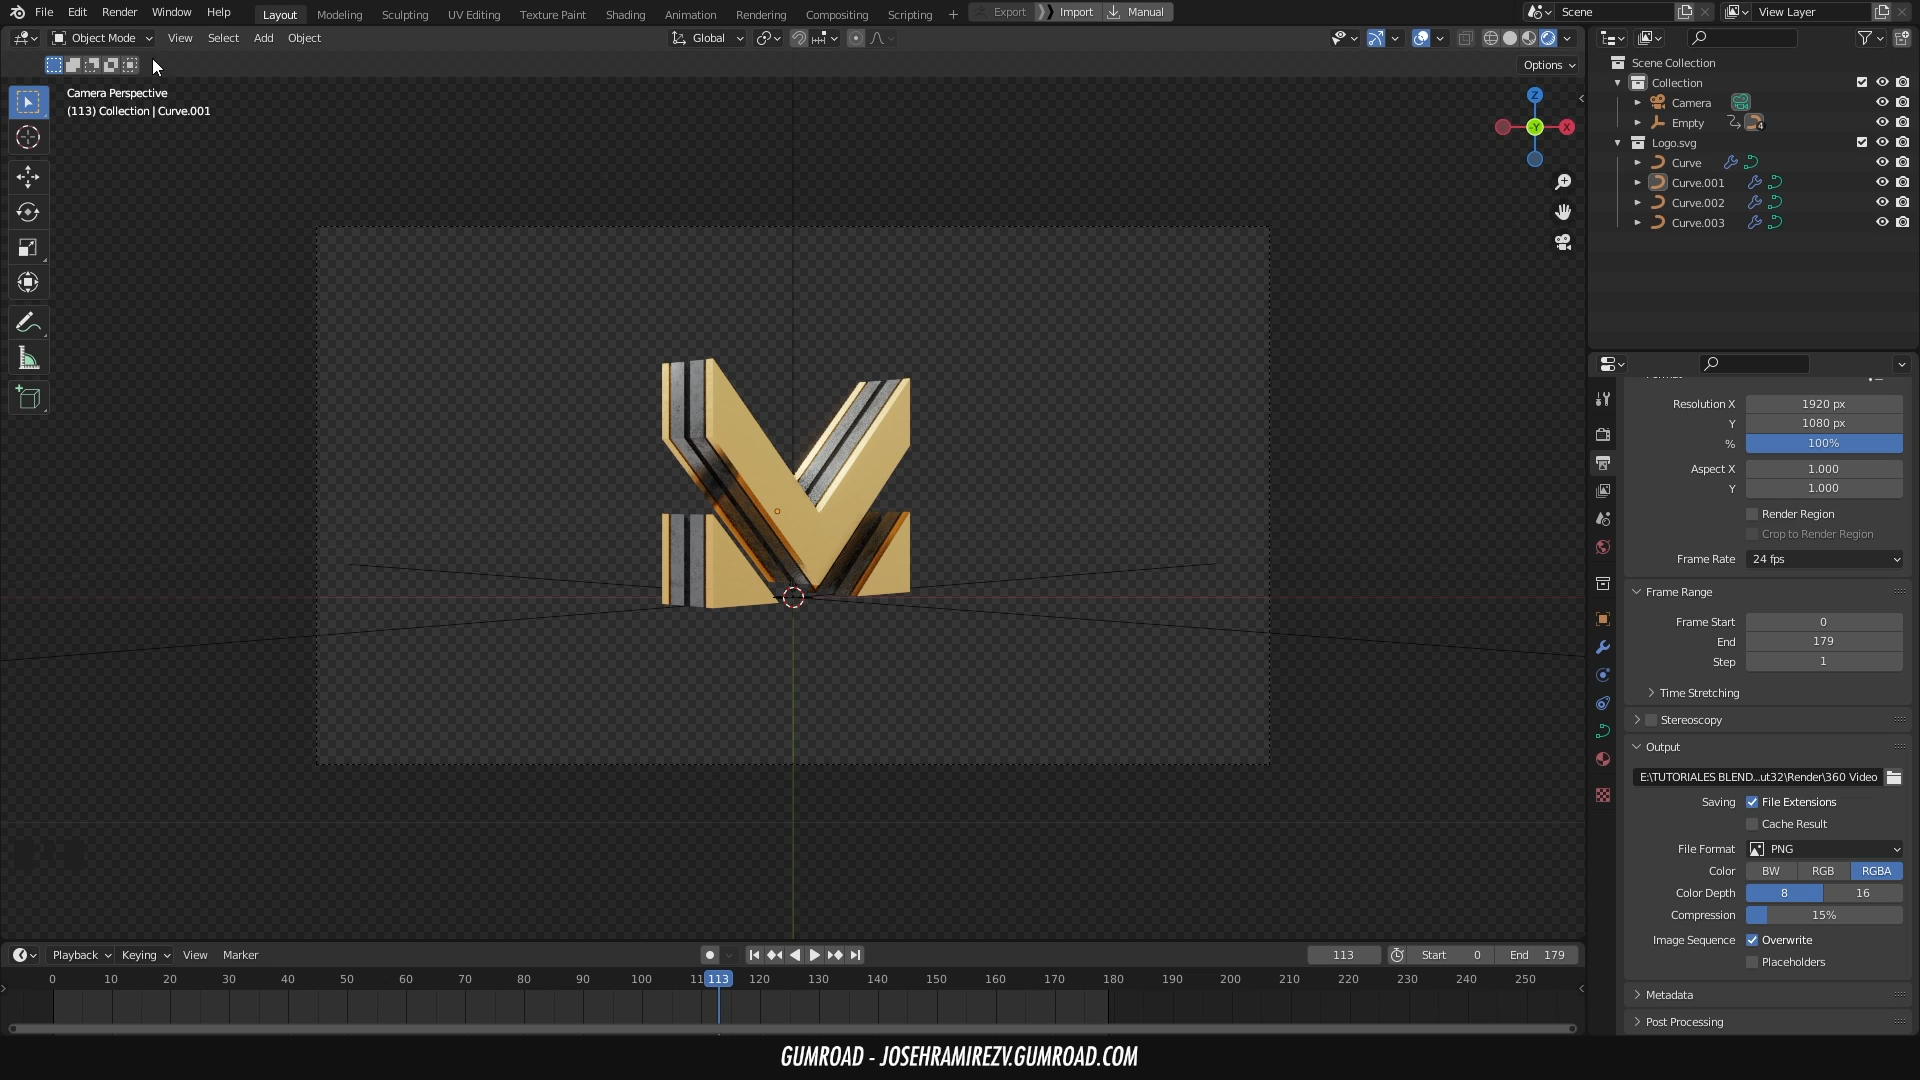 File Edit Render Window Help Layout Modeling Sculpting UV Editing Texture Paint Shading Animation Rendering Compositing Scripting + Export Import Manual Scene View Layer
Object Mode View Select Add Object Global
Options
Camera Perspective
(113) Collection | Curve.001
Z
X
-Y
Scene Collection
Collection
Camera
Empty 4
Logo.svg
Curve
Curve.001
Curve.002
Curve.003
Resolution X 1920 px
Y 1080 px
% 100%
Aspect X 1.000
Y 1.000
Render Region
Crop to Render Region
Frame Rate 24 fps
Frame Range
Frame Start 0
End 179
Step 1
Time Stretching
Stereoscopy
Output
E:\TUTORIALES BLEND...ut32\Render\360 Video
Saving File Extensions
Cache Result
File Format PNG
Color BW RGB RGBA
Color Depth 8 16
Compression 15%
Image Sequence Overwrite
Placeholders
Metadata
Post Processing
Playback Keying View Marker 113 Start 0 End 179
0 10 20 30 40 50 60 70 80 90 100 113 120 130 140 150 160 170 180 190 200 210 220 230 240 250
GUMROAD - JOSEHRAMIREZV.GUMROAD.COM